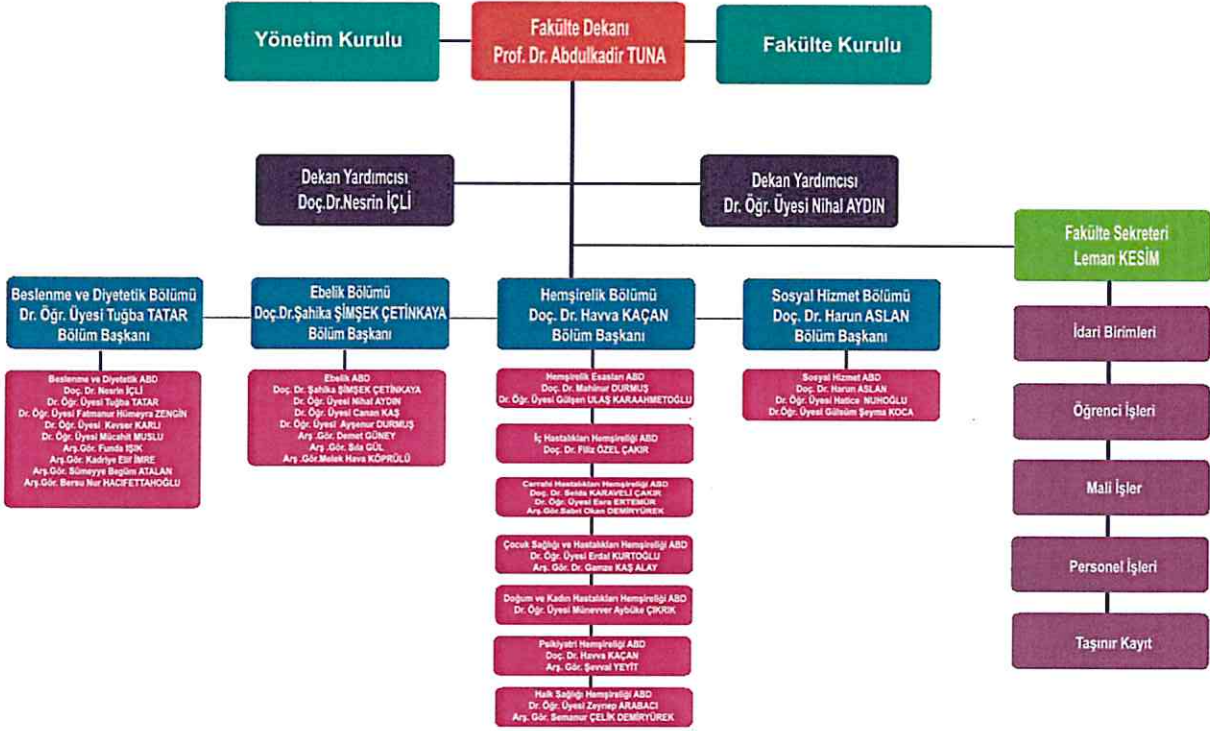 Yönetim Kurulu
Fakülte Dekanı
Prof. Dr. Abdulkadir TUNA
Fakülte Kurulu
Dekan Yardımcısı
Doç.Dr.Nesrin İÇLİ
Dekan Yardımcısı
Dr. Öğr. Üyesi Nihal AYDIN
Fakülte Sekreteri
Leman KESİM
Beslenme ve Diyetetik Bölümü
Dr. Öğr. Üyesi Tuğba TATAR
Bölüm Başkanı
Ebelik Bölümü
Doç.Dr.Şahika ŞİMŞEK ÇETİNKAYA
Bölüm Başkanı
Hemşirelik Bölümü
Doç. Dr. Havva KAÇAN
Bölüm Başkanı
Sosyal Hizmet Bölümü
Doç. Dr. Harun ASLAN
Bölüm Başkanı
Beslenme ve Diyetetik ABD
Doç. Dr. Nesrin İÇLİ
Dr. Öğr. Üyesi Tuğba TATAR
Dr. Öğr. Üyesi Fatmanur Hümeyra ZENGİN
Dr. Öğr. Üyesi Kevser KARLI
Dr. Öğr. Üyesi Mücahit MUSLU
Arş.Gör. Funda IŞIK
Arş.Gör. Kadriye Elif İMRE
Arş.Gör. Sümeyye Begüm ATALAN
Arş.Gör. Bersu Nur HACIFETTAHOĞLU
Ebelik ABD
Doç. Dr. Şahika ŞİMŞEK ÇETİNKAYA
Dr. Öğr. Üyesi Nihal AYDIN
Dr. Öğr. Üyesi Canan KAŞ
Dr. Öğr. Üyesi Ayşenur DURMUŞ
Arş .Gör. Demet GÜNEY
Arş .Gör. Sıla GÜL
Arş .Gör.Melek Hava KÖPRÜLÜ
Hemşirelik Esasları ABD
Doç. Dr. Mahinur DURMUŞ
Dr. Öğr. Üyesi Gülşen ULAŞ KARAAHMETOĞLU
İç Hastalıkları Hemşireliği ABD
Doç. Dr. Filiz ÖZEL ÇAKIR
Cerrahi Hastalıkları Hemşireliği ABD
Doç. Dr. Selda KARAVELİ ÇAKIR
Dr. Öğr. Üyesi Esra EKTEMÜR
Arş.Gör.Sabri Okan DEMİRYÜREK
Çocuk Sağlığı ve Hastalıkları Hemşireliği ABD
Dr. Öğr. Üyesi Erdal KURTOĞLU
Arş. Gör. Dr. Gamze KAŞ ALAY
Doğum ve Kadın Hastalıkları Hemşireliği ABD
Dr. Öğr. Üyesi Münevver Aybüke ÇIKRIK
Psikiyatri Hemşireliği ABD
Doç. Dr. Havva KAÇAN
Arş. Gör. Şevval YEYİT
Halk Sağlığı Hemşireliği ABD
Dr. Öğr. Üyesi Zeynep ARABACI
Arş. Gör. Semanur ÇELİK DEMİRYÜREK
Sosyal Hizmet ABD
Doç. Dr. Harun ASLAN
Dr. Öğr. Üyesi Hatice NUHOĞLU
Dr.Öğr. Üyesi Gülsüm Şeyma KOCA
İdari Birimleri
Öğrenci İşleri
Mali İşler
Personel İşleri
Taşınır Kayıt